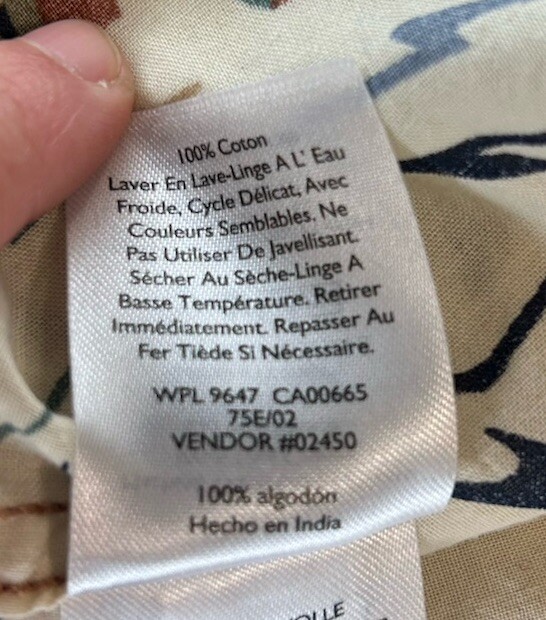 100% Coton
Laver En Lave-Linge A L' Eau
Froide, Cycle Délicat, Avec
Couleurs Semblables. Ne
Pas Utiliser De Javellisant.
Sécher Au Sèche-Linge A
Basse Température. Retirer
Immédiatement. Repasser Au
Fer Tiède Si Nécessaire.
WPL 9647 CA00665
75E/02
VENDOR #02450
100% algodón
Hecho en India